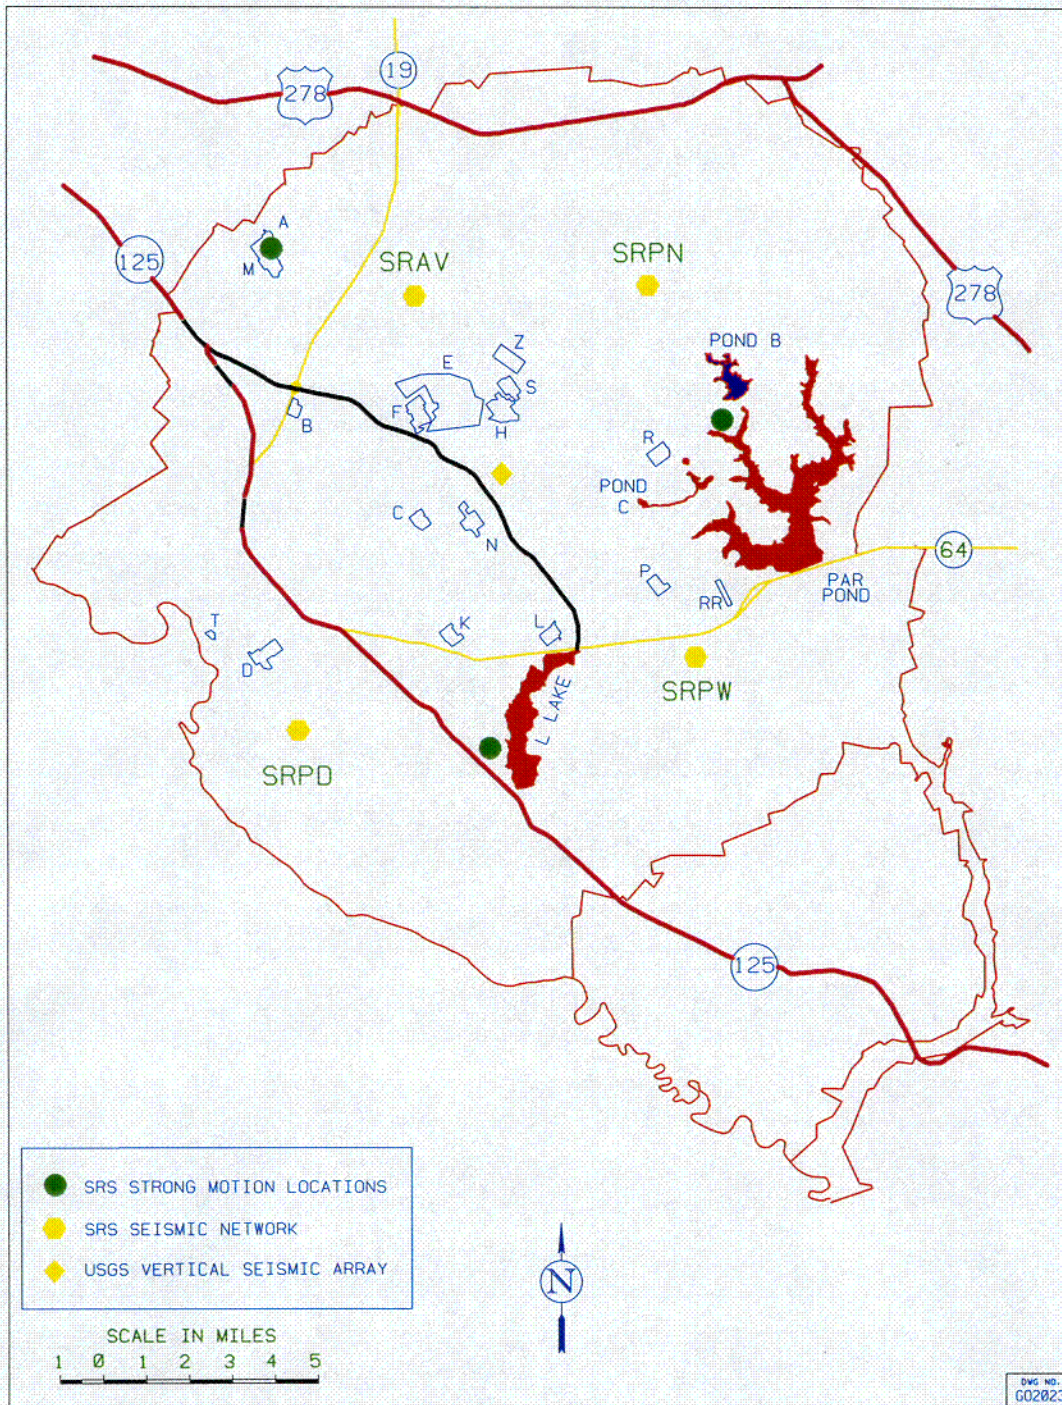 19
278
A
M
125
SRAV
SRPN
278
Z
E
S
F
H
B
POND B
R
POND
C
C
N
64
P
RR
PAR
POND
T
K
L
D
L LAKE
SRPW
SRPD
125
SRS STRONG MOTION LOCATIONS
SRS SEISMIC NETWORK
USGS VERTICAL SEISMIC ARRAY
N
SCALE IN MILES
1 0 1 2 3 4 5
DWG NO.
GO2023